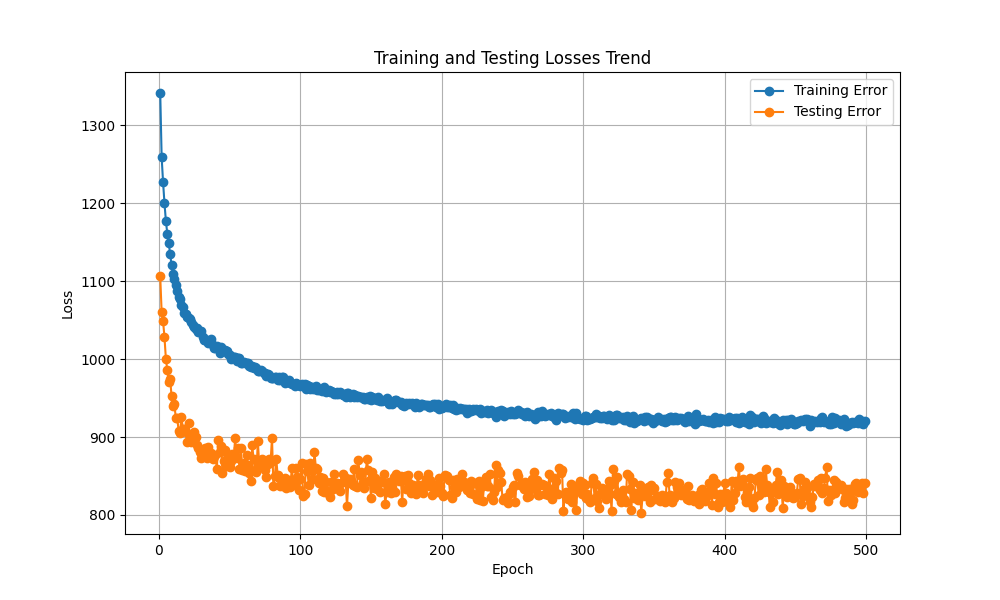 Training and Testing Losses Trend
Training Error
Testing Error
1300
1200
1100
1000
900
800
Loss
0 100 200 300 400 500
Epoch